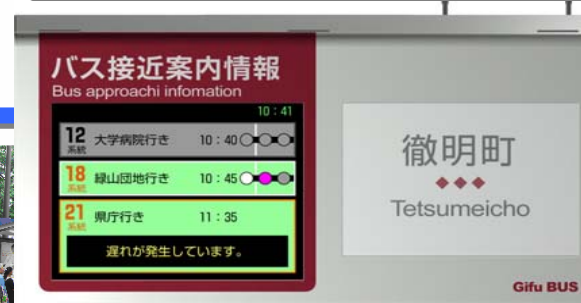 バス接近案内情報
Bus approachi infomation
10:41
12 系統 大学病院行き 10:40
18 系統 緑山団地行き 10:45
21 系統 県庁行き 11:35
遅れが発生しています。
徹明町
Tetsumeicho
Gifu BUS